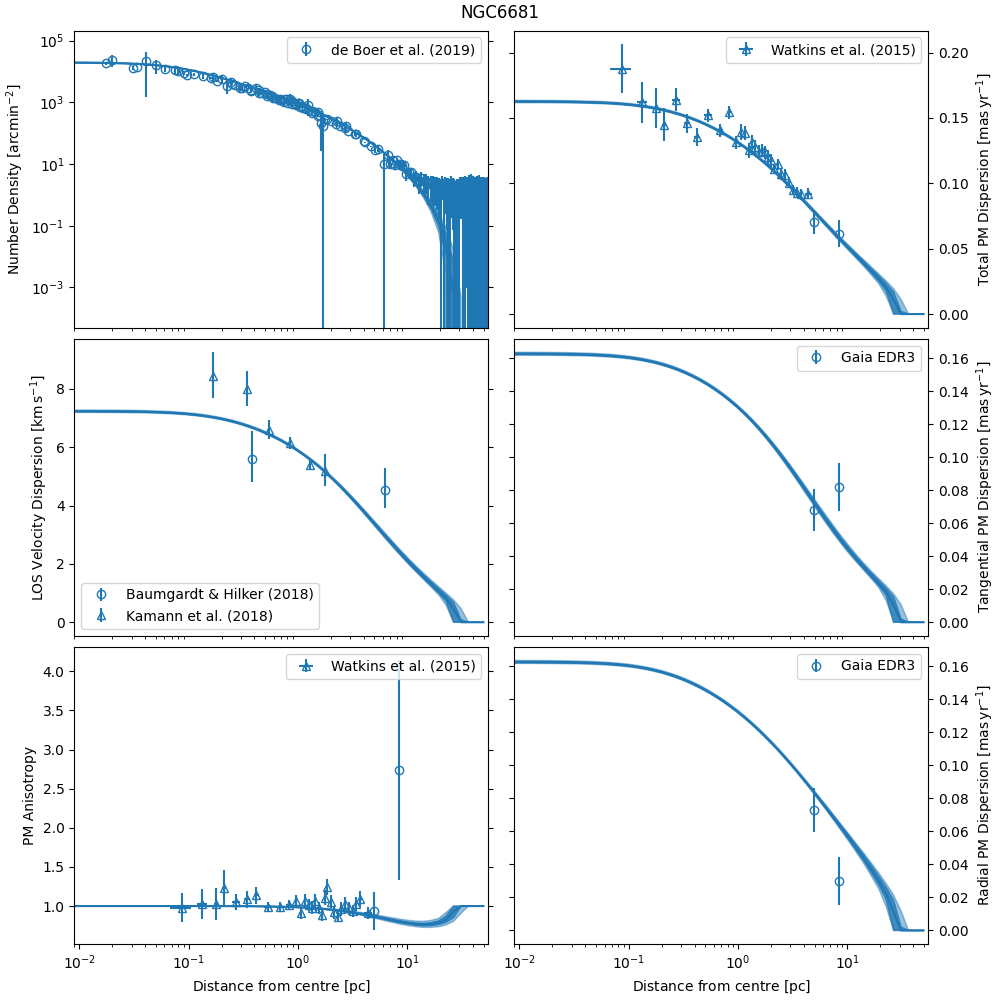 NGC6681
10⁵
10³
10¹
10⁻¹
10⁻³
Number Density [arcmin⁻²]
de Boer et al. (2019)
Watkins et al. (2015)
0.20
0.15
0.10
0.05
0.00
Total PM Dispersion [mas yr⁻¹]
8
6
4
2
0
LOS Velocity Dispersion [km s⁻¹]
Baumgardt & Hilker (2018)
Kamann et al. (2018)
Gaia EDR3
0.16
0.14
0.12
0.10
0.08
0.06
0.04
0.02
0.00
Tangential PM Dispersion [mas yr⁻¹]
4.0
3.5
3.0
2.5
2.0
1.5
1.0
PM Anisotropy
Watkins et al. (2015)
10⁻² 10⁻¹ 10⁰ 10¹
Distance from centre [pc]
Gaia EDR3
0.16
0.14
0.12
0.10
0.08
0.06
0.04
0.02
0.00
Radial PM Dispersion [mas yr⁻¹]
10⁻² 10⁻¹ 10⁰ 10¹
Distance from centre [pc]